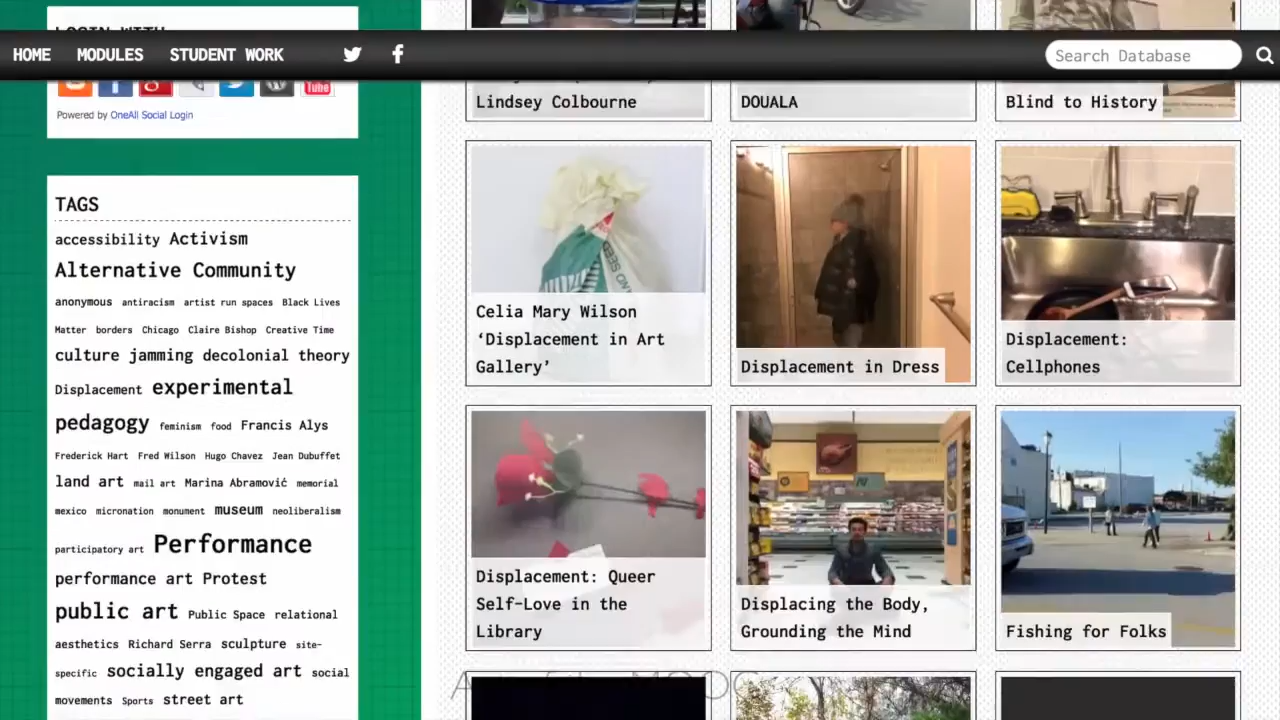 HOME MODULES STUDENT WORK
Search Database
Powered by OneAll Social Login
TAGS
accessibility Activism
Alternative Community
anonymous antiracism artist run spaces Black Lives
Matter borders Chicago Claire Bishop Creative Time
culture jamming decolonial theory
Displacement experimental
pedagogy feminism food Francis Alys
Frederick Hart Fred Wilson Hugo Chavez Jean Dubuffet
land art mail art Marina Abramović memorial
mexico micronation monument museum neoliberalism
participatory art Performance
performance art Protest
public art Public Space relational
aesthetics Richard Serra sculpture site-
specific socially engaged art social
movements Sports street art
Lindsey Colbourne
DOUALA
Blind to History
Celia Mary Wilson
‘Displacement in Art
Gallery’
Displacement in Dress
Displacement:
Cellphones
Displacement: Queer
Self-Love in the
Library
Displacing the Body,
Grounding the Mind
Fishing for Folks